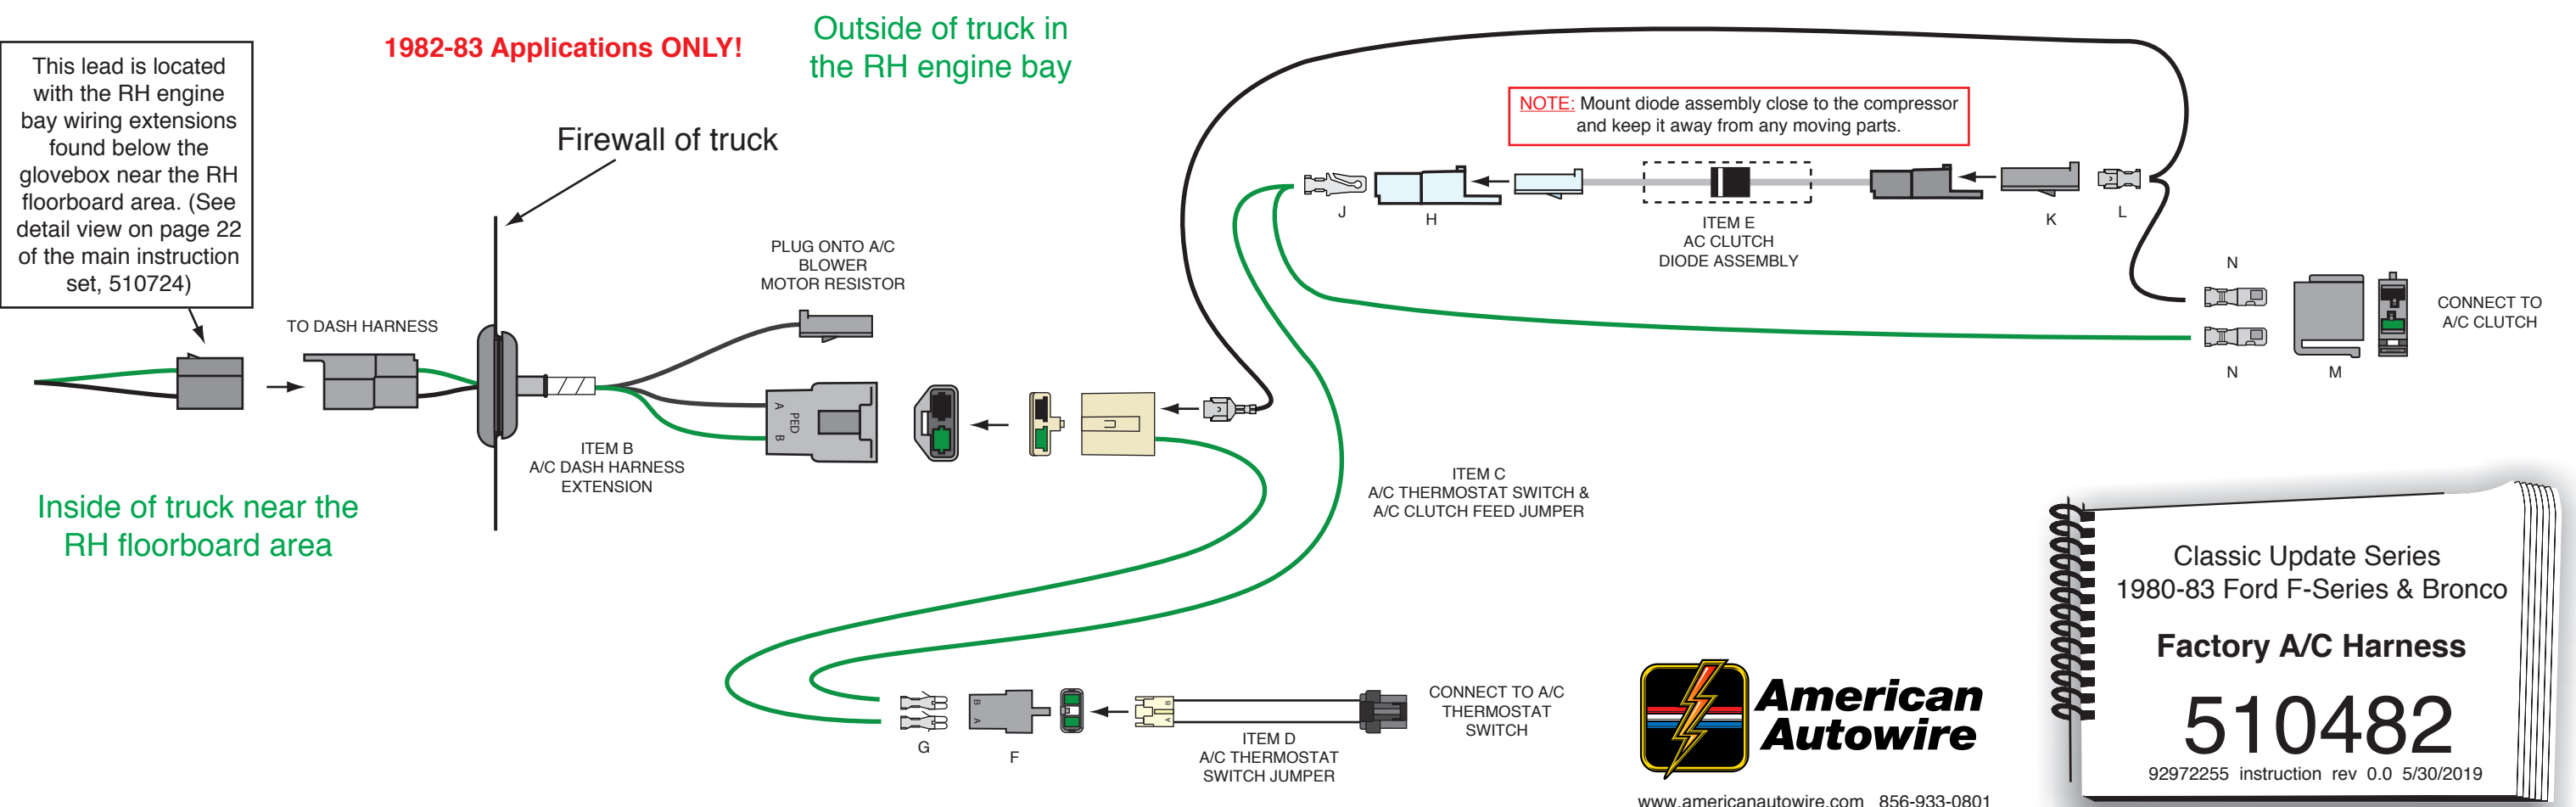 This lead is located
with the RH engine
bay wiring extensions
found below the
glovebox near the RH
floorboard area. (See
detail view on page 22
of the main instruction
set, 510724)
1982-83 Applications ONLY!
Outside of truck in
the RH engine bay
Firewall of truck
NOTE: Mount diode assembly close to the compressor
and keep it away from any moving parts.
J
H
ITEM E
AC CLUTCH
DIODE ASSEMBLY
K
L
N
N
M
CONNECT TO
A/C CLUTCH
TO DASH HARNESS
PLUG ONTO A/C
BLOWER
MOTOR RESISTOR
A
PED
B
ITEM B
A/C DASH HARNESS
EXTENSION
Inside of truck near the
RH floorboard area
ITEM C
A/C THERMOSTAT SWITCH &
A/C CLUTCH FEED JUMPER
B
A
G
F
B
A
ITEM D
A/C THERMOSTAT
SWITCH JUMPER
CONNECT TO A/C
THERMOSTAT
SWITCH
American
Autowire
www.americanautowire.com 856-933-0801
Classic Update Series
1980-83 Ford F-Series & Bronco
Factory A/C Harness
510482
92972255 instruction rev 0.0 5/30/2019